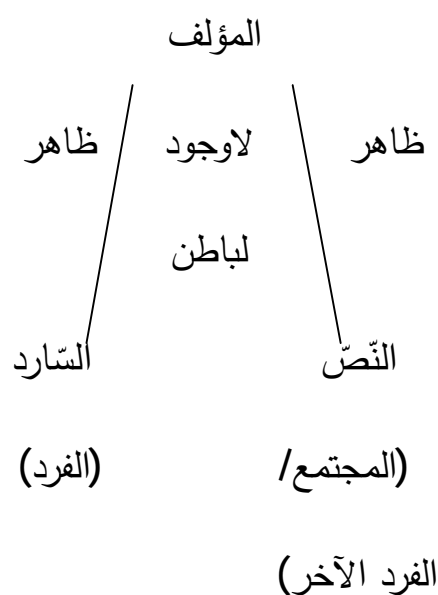 المؤلف
ظاهر لاوجود ظاهر
لباطن
النّصّ السّارد
(المجتمع/ (الفرد)
الفرد الآخر)